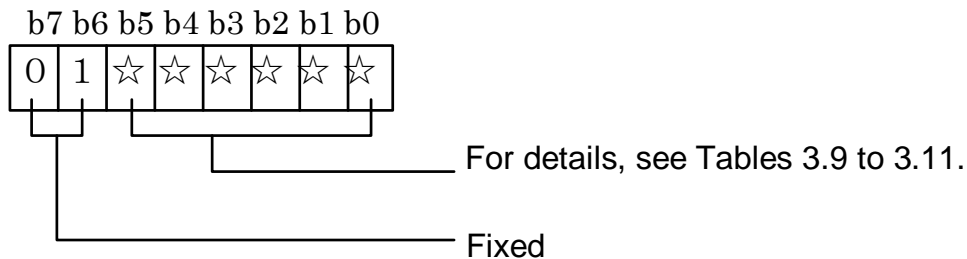 b7 b6 b5 b4 b3 b2 b1 b0
0 1 ☆ ☆ ☆ ☆ ☆ ☆
For details, see Tables 3.9 to 3.11.
Fixed